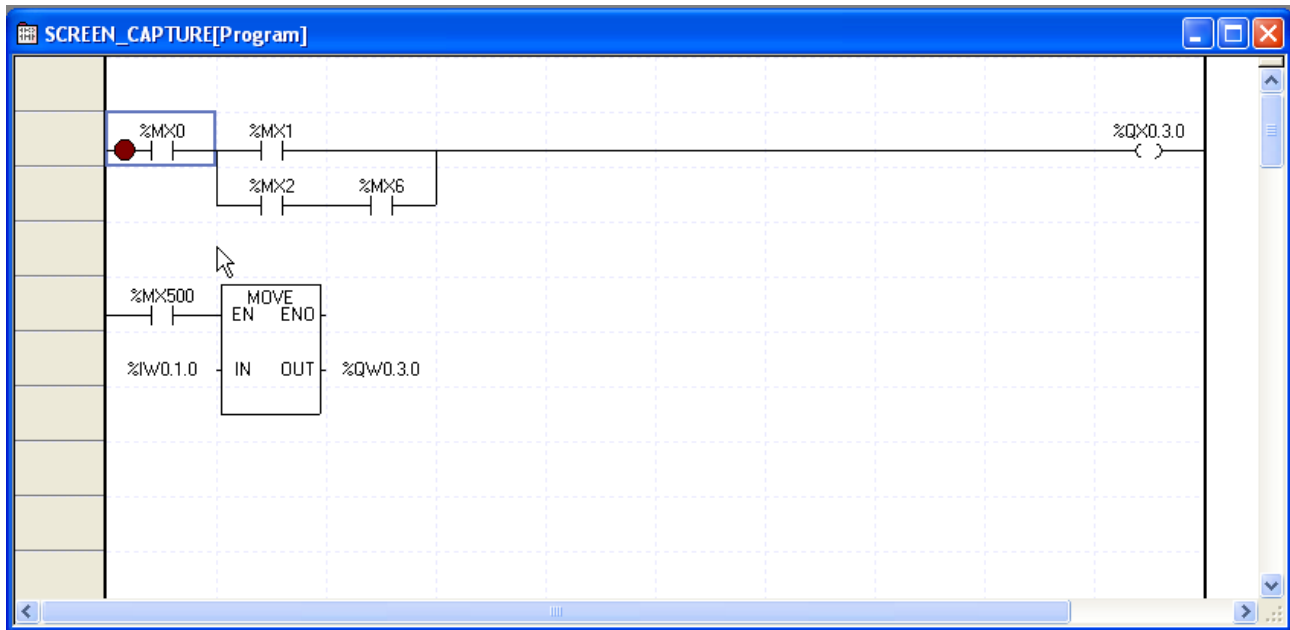 SCREEN_CAPTURE[Program]
%MX0 %MX1 %QX0.3.0
%MX2 %MX6
%MX500 MOVE
EN ENO
%IW0.1.0 IN OUT %QW0.3.0